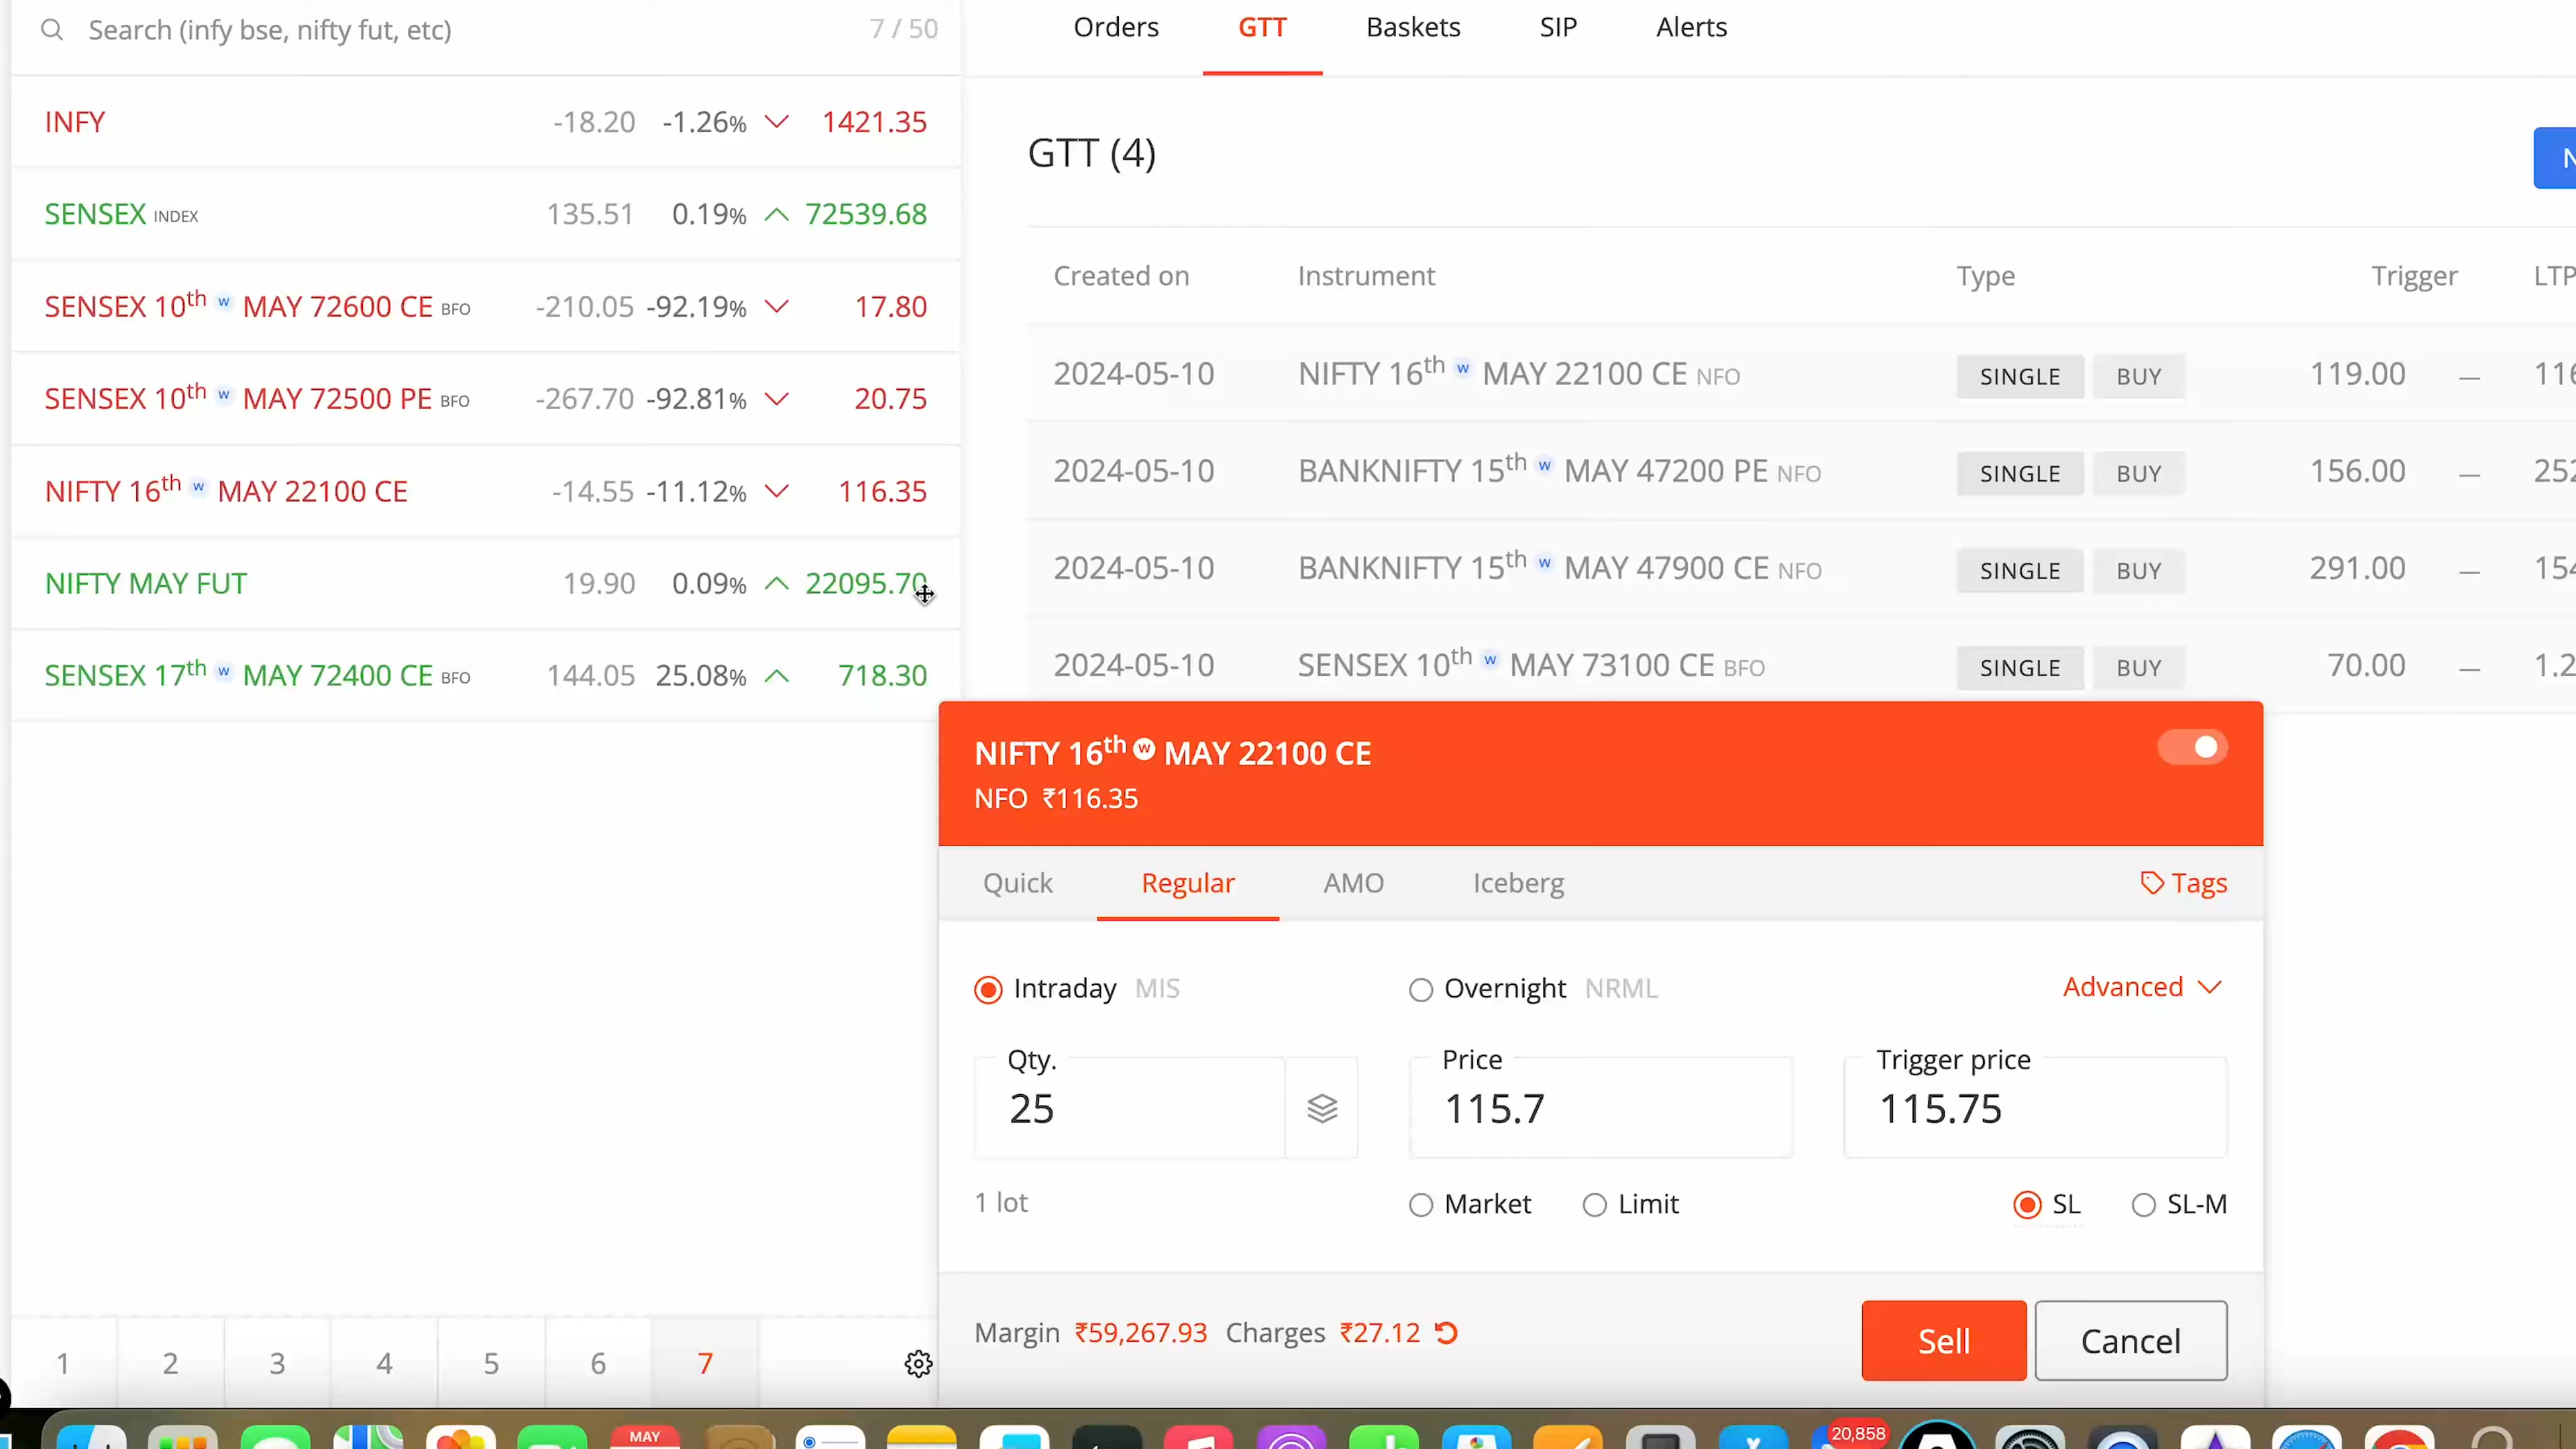 Search (infy bse, nifty fut, etc) 7 / 50
INFY -18.20 -1.26% 1421.35
SENSEX INDEX 135.51 0.19% 72539.68
SENSEX 10th w MAY 72600 CE BFO -210.05 -92.19% 17.80
SENSEX 10th w MAY 72500 PE BFO -267.70 -92.81% 20.75
NIFTY 16th w MAY 22100 CE -14.55 -11.12% 116.35
NIFTY MAY FUT 19.90 0.09% 22095.70
SENSEX 17th w MAY 72400 CE BFO 144.05 25.08% 718.30
1 2 3 4 5 6 7
Orders GTT Baskets SIP Alerts
GTT (4)
Created on Instrument Type Trigger LTP
2024-05-10 NIFTY 16th w MAY 22100 CE NFO SINGLE BUY 119.00 —
2024-05-10 BANKNIFTY 15th w MAY 47200 PE NFO SINGLE BUY 156.00 —
2024-05-10 BANKNIFTY 15th w MAY 47900 CE NFO SINGLE BUY 291.00 —
2024-05-10 SENSEX 10th w MAY 73100 CE BFO SINGLE BUY 70.00 —
NIFTY 16th w MAY 22100 CE
NFO ₹116.35
Quick Regular AMO Iceberg Tags
Intraday MIS Overnight NRML Advanced
Qty. Price Trigger price
25 115.7 115.75
1 lot Market Limit SL SL-M
Margin ₹59,267.93 Charges ₹27.12 Sell Cancel
MAY 20,858